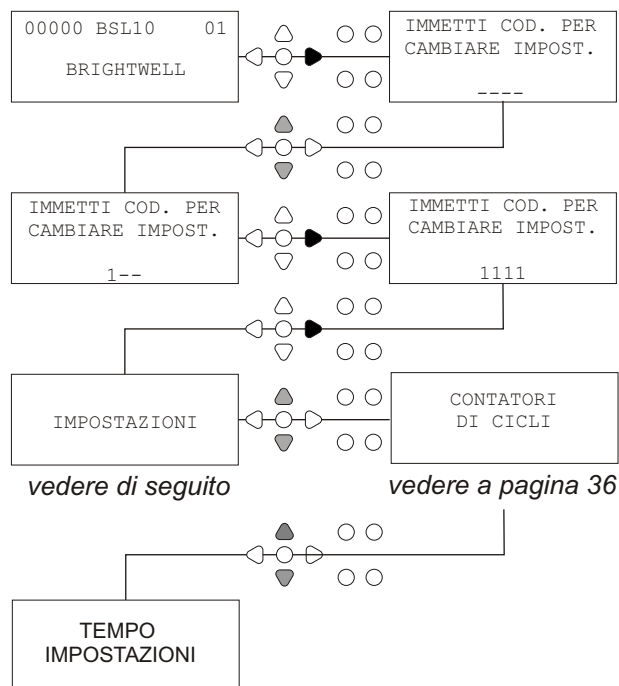 00000 BSL10 01
BRIGHTWELL
IMMETTI COD. PER
CAMBIARE IMPOST.
----
IMMETTI COD. PER
CAMBIARE IMPOST.
1--
IMMETTI COD. PER
CAMBIARE IMPOST.
1111
IMPOSTAZIONI
vedere di seguito
CONTATORI
DI CICLI
vedere a pagina 36
TEMPO
IMPOSTAZIONI